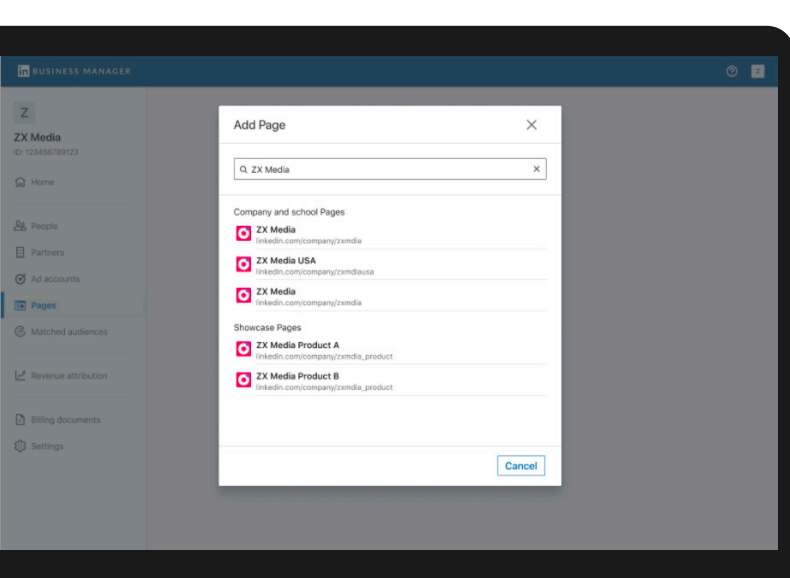 in BUSINESS MANAGER
Z
Z
ZX Media
ID: 123456789123
Home
People
Partners
Ad accounts
Pages
Matched audiences
Revenue attribution
Billing documents
Settings
Add Page
ZX Media
Company and school Pages
ZX Media
linkedin.com/company/zxmdia
ZX Media USA
linkedin.com/company/zxmdiausa
ZX Media
linkedin.com/company/zxmdia
Showcase Pages
ZX Media Product A
linkedin.com/company/zxmdia_product
ZX Media Product B
linkedin.com/company/zxmdia_product
Cancel